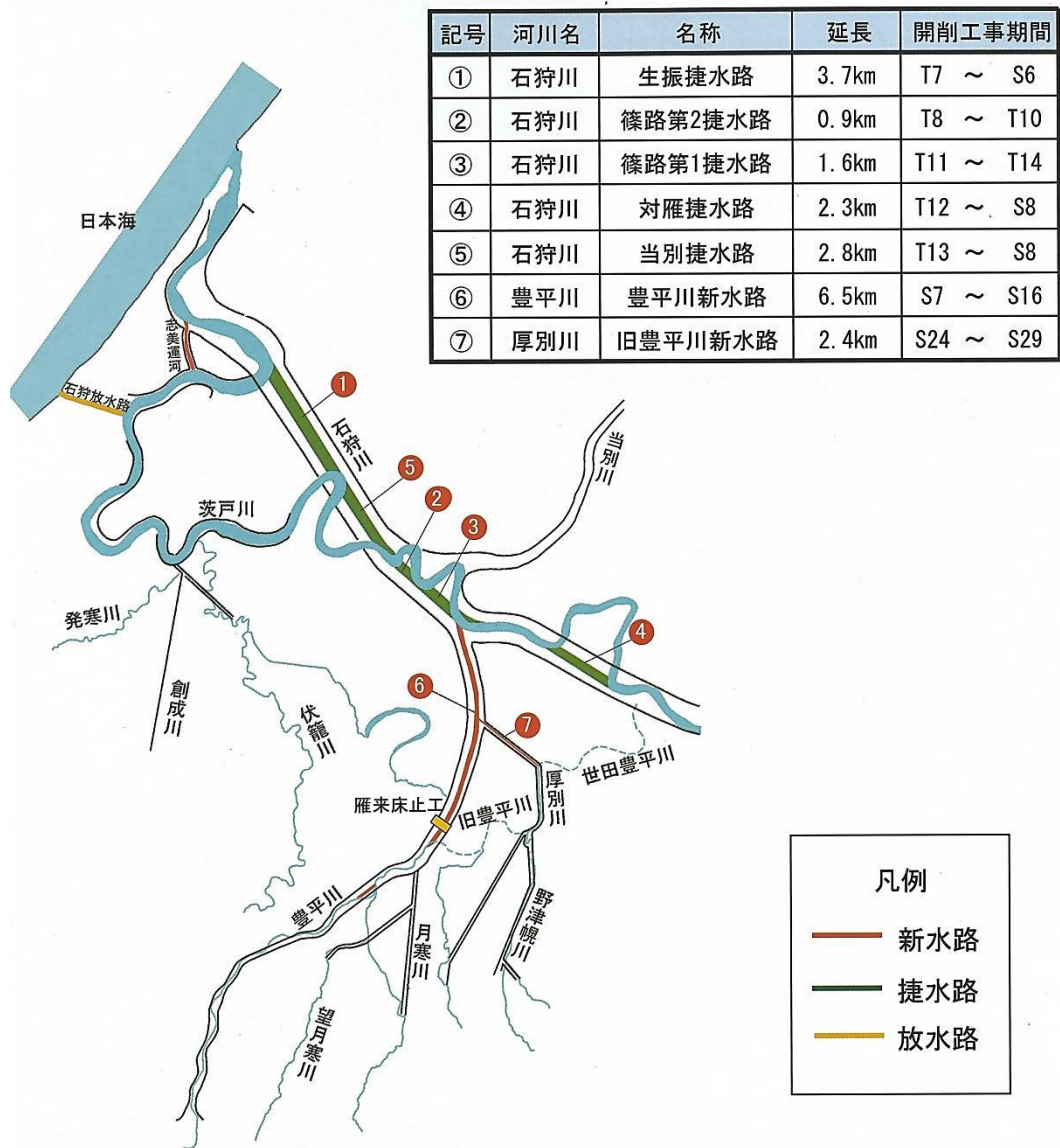 記号 河川名 名称 延長 開削工事期間
① 石狩川 生振捷水路 3.7km T7 ～ S6
② 石狩川 篠路第2捷水路 0.9km T8 ～ T10
③ 石狩川 篠路第1捷水路 1.6km T11 ～ T14
④ 石狩川 対雁捷水路 2.3km T12 ～ S8
⑤ 石狩川 当別捷水路 2.8km T13 ～ S8
⑥ 豊平川 豊平川新水路 6.5km S7 ～ S16
⑦ 厚別川 旧豊平川新水路 2.4km S24 ～ S29
日本海
志美運河
石狩放水路
1
石狩川
当別川
5
2
茨戸川
3
発寒川
4
創成川
伏籠川
6
7
世田豊平川
厚別川
雁来床止工
旧豊平川
豊平川
月寒川
野津幌川
望月寒川
凡例
新水路
捷水路
放水路